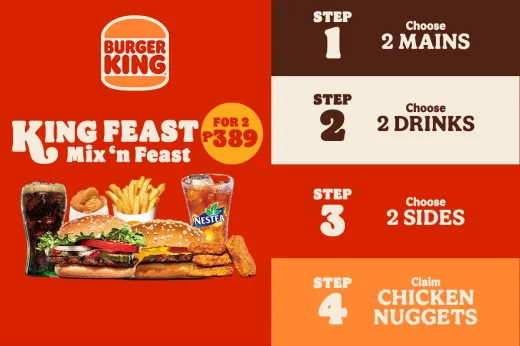 BURGER
KING
KING FEAST
Mix 'n Feast
FOR 2
₱389
NESTEA
STEP
1
Choose
2 MAINS
STEP
2
Choose
2 DRINKS
STEP
3
Choose
2 SIDES
STEP
4
Claim
CHICKEN
NUGGETS